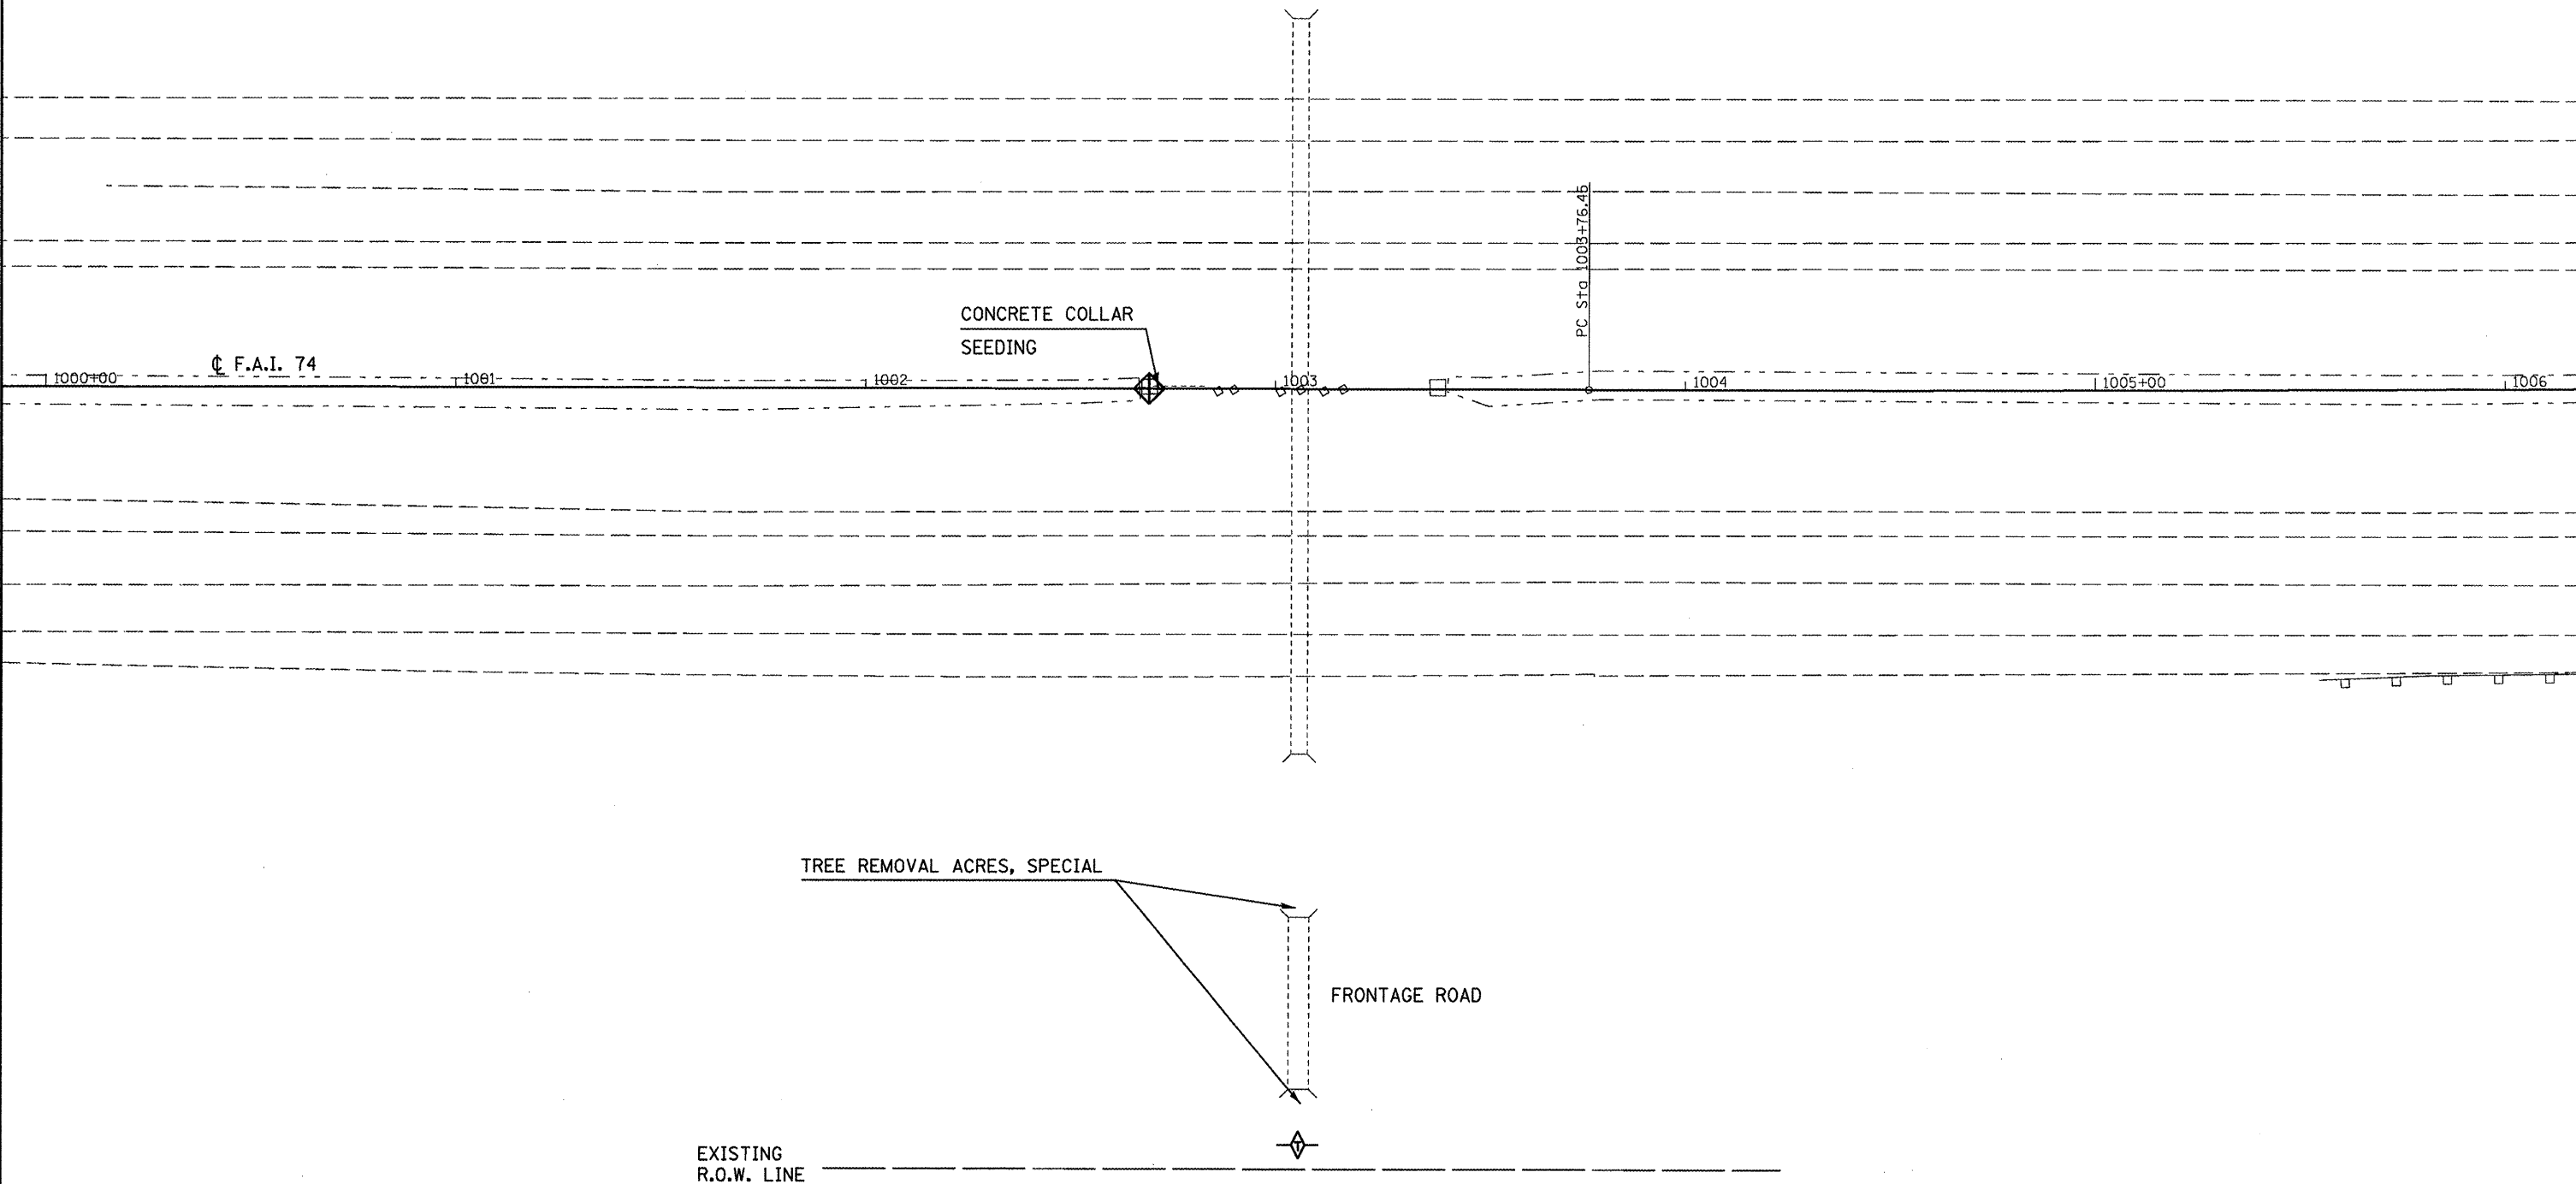 PC Sta 1003+76.45
CONCRETE COLLAR
SEEDING
℄ F.A.I. 74
1000+00
1001
1002
1003
1004
1005+00
1006
TREE REMOVAL ACRES, SPECIAL
FRONTAGE ROAD
T
EXISTING
R.O.W. LINE